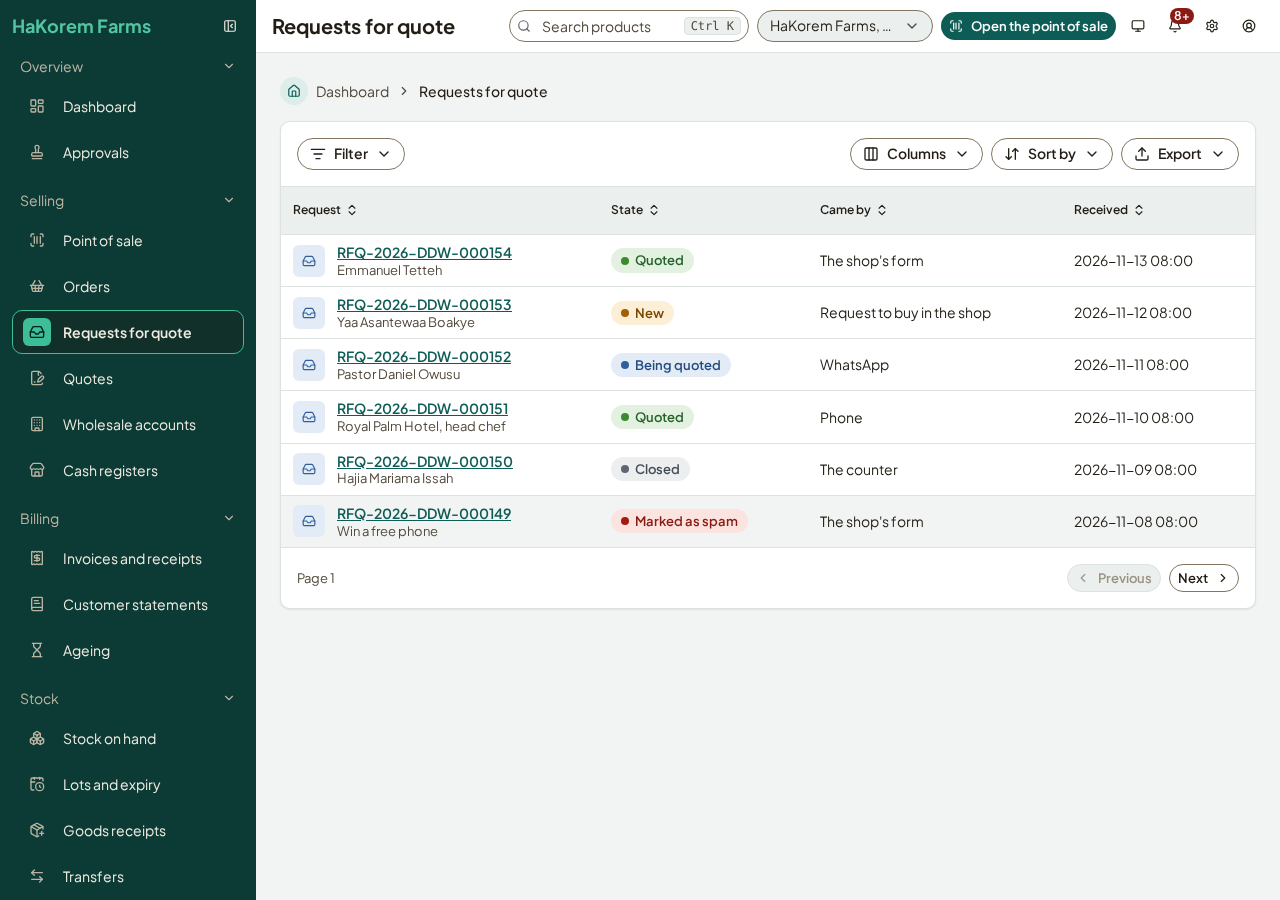 HaKorem Farms
Overview
Dashboard
Approvals
Selling
Point of sale
Orders
Requests for quote
Quotes
Wholesale accounts
Cash registers
Billing
Invoices and receipts
Customer statements
Ageing
Stock
Stock on hand
Lots and expiry
Goods receipts
Transfers
Requests for quote
Search products Ctrl K
HaKorem Farms, ...
Open the point of sale
8+
Dashboard > Requests for quote
Filter
Columns
Sort by
Export
Request State Came by Received
RFQ-2026-DDW-000154
Emmanuel Tetteh
Quoted
The shop's form
2026-11-13 08:00
RFQ-2026-DDW-000153
Yaa Asantewaa Boakye
New
Request to buy in the shop
2026-11-12 08:00
RFQ-2026-DDW-000152
Pastor Daniel Owusu
Being quoted
WhatsApp
2026-11-11 08:00
RFQ-2026-DDW-000151
Royal Palm Hotel, head chef
Quoted
Phone
2026-11-10 08:00
RFQ-2026-DDW-000150
Hajia Mariama Issah
Closed
The counter
2026-11-09 08:00
RFQ-2026-DDW-000149
Win a free phone
Marked as spam
The shop's form
2026-11-08 08:00
Page 1
Previous
Next